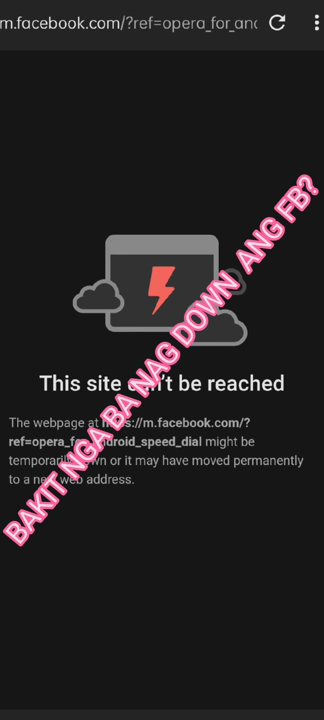 m.facebook.com/?ref=opera_for_and
This site can't be reached
The webpage at https://m.facebook.com/?
ref=opera_for_android_speed_dial might be
temporarily down or it may have moved permanently
to a new web address.
BAKIT NGA BA NAG DOWN ANG FB?